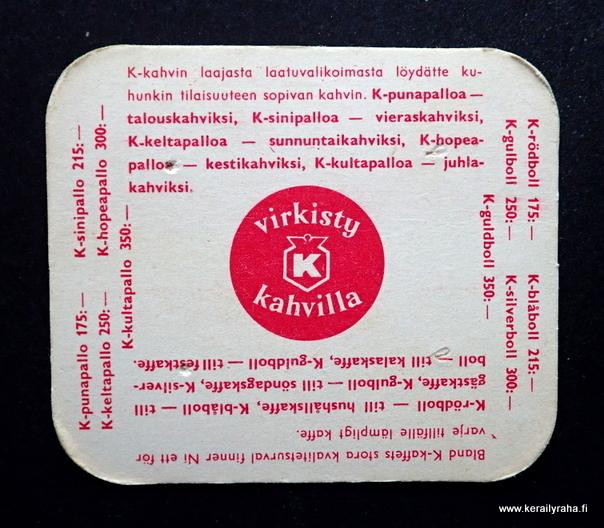 K-kahvin laajasta laatuvalikoimasta löydätte ku-
hunkin tilaisuuteen sopivan kahvin. K-punapalloa —
talouskahviksi, K-sinipalloa — vieraskahviksi,
K-keltapalloa — sunnuntaikahviksi, K-hopea-
palloa — kestikahviksi, K-kultapalloa — juhla-
kahviksi.
K-punapallo 175:— K-sinipallo 215:—
K-keltapallo 250:— K-hopeapallo 300:—
K-kultapallo 350:—
virkisty
K
kahvilla
K-rödboll 175:— K-blåboll 215:—
K-gulboll 250:— K-silverboll 300:—
K-guldboll 350:—
Bland K-kaffets stora kvalitetsurval finner Ni ett för
varje tillfälle lämpligt kaffe.
K-rödboll — till hushållskaffe, K-blåboll — till
gästkaffe, K-gulboll — till söndagskaffe, K-silver-
boll — till kalaskaffe, K-guldboll — till festkaffe.
www.kerailyraha.fi